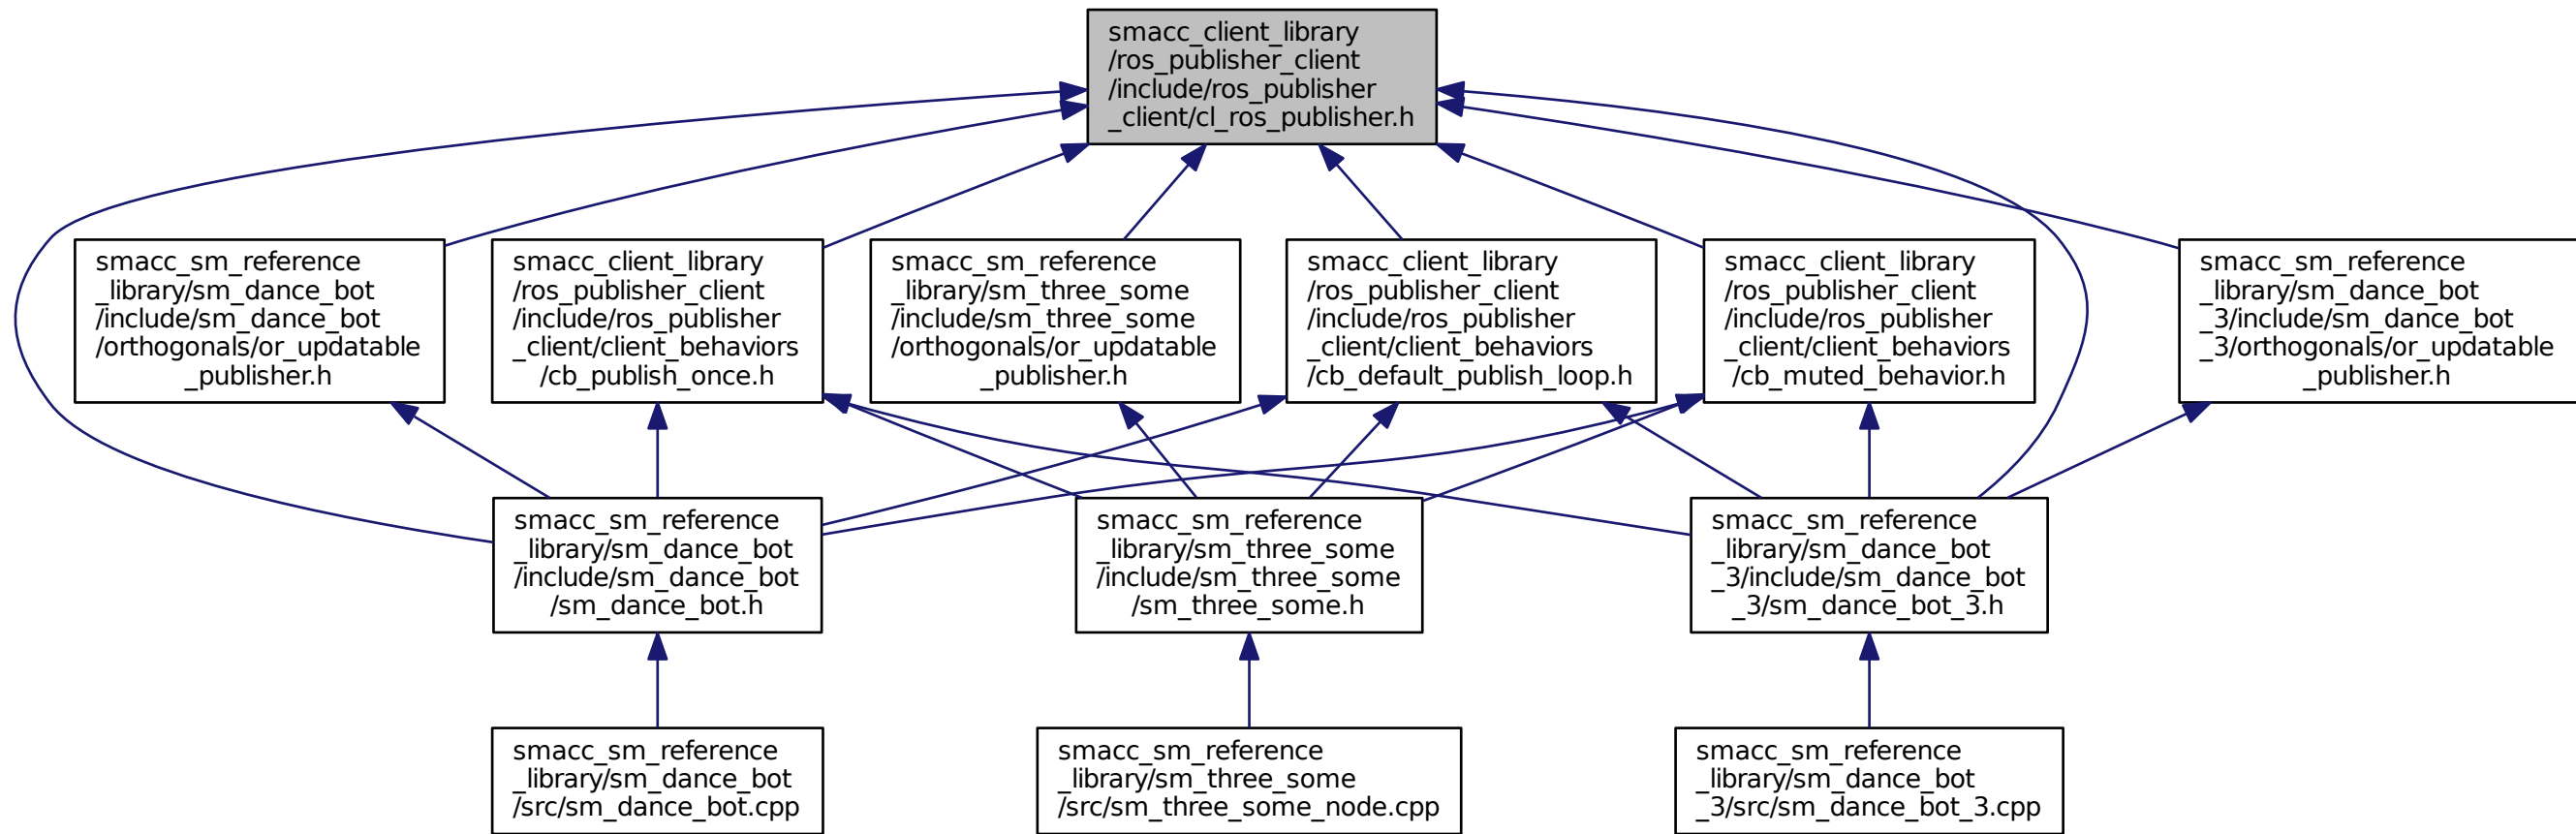 smacc_client_library
/ros_publisher_client
/include/ros_publisher
_client/cl_ros_publisher.h
smacc_sm_reference
_library/sm_dance_bot
/include/sm_dance_bot
/orthogonals/or_updatable
_publisher.h
smacc_client_library
/ros_publisher_client
/include/ros_publisher
_client/client_behaviors
/cb_publish_once.h
smacc_sm_reference
_library/sm_three_some
/include/sm_three_some
/orthogonals/or_updatable
_publisher.h
smacc_client_library
/ros_publisher_client
/include/ros_publisher
_client/client_behaviors
/cb_default_publish_loop.h
smacc_client_library
/ros_publisher_client
/include/ros_publisher
_client/client_behaviors
/cb_muted_behavior.h
smacc_sm_reference
_library/sm_dance_bot
_3/include/sm_dance_bot
_3/orthogonals/or_updatable
_publisher.h
smacc_sm_reference
_library/sm_dance_bot
/include/sm_dance_bot
/sm_dance_bot.h
smacc_sm_reference
_library/sm_three_some
/include/sm_three_some
/sm_three_some.h
smacc_sm_reference
_library/sm_dance_bot
_3/include/sm_dance_bot
_3/sm_dance_bot_3.h
smacc_sm_reference
_library/sm_dance_bot
/src/sm_dance_bot.cpp
smacc_sm_reference
_library/sm_three_some
/src/sm_three_some_node.cpp
smacc_sm_reference
_library/sm_dance_bot
_3/src/sm_dance_bot_3.cpp